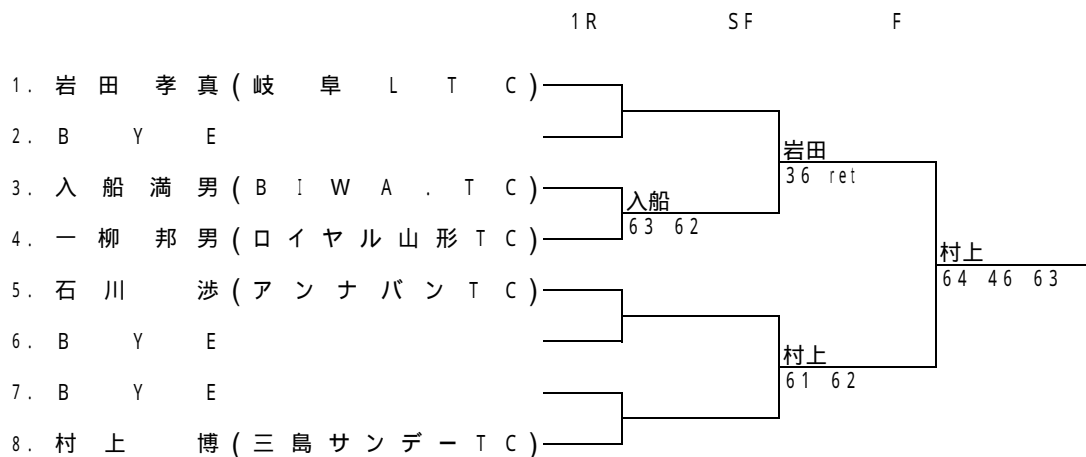 1R SF F
1. 岩田 孝真(岐阜LTC)
2. BYE
岩田
36 ret
3. 入船満男(BIWA.TC)
入船
63 62
4. 一柳 邦男(ロイヤル山形TC)
村上
64 46 63
5. 石川 渉(アンナバンTC)
6. BYE
村上
61 62
7. BYE
8. 村上 博(三島サンデーTC)